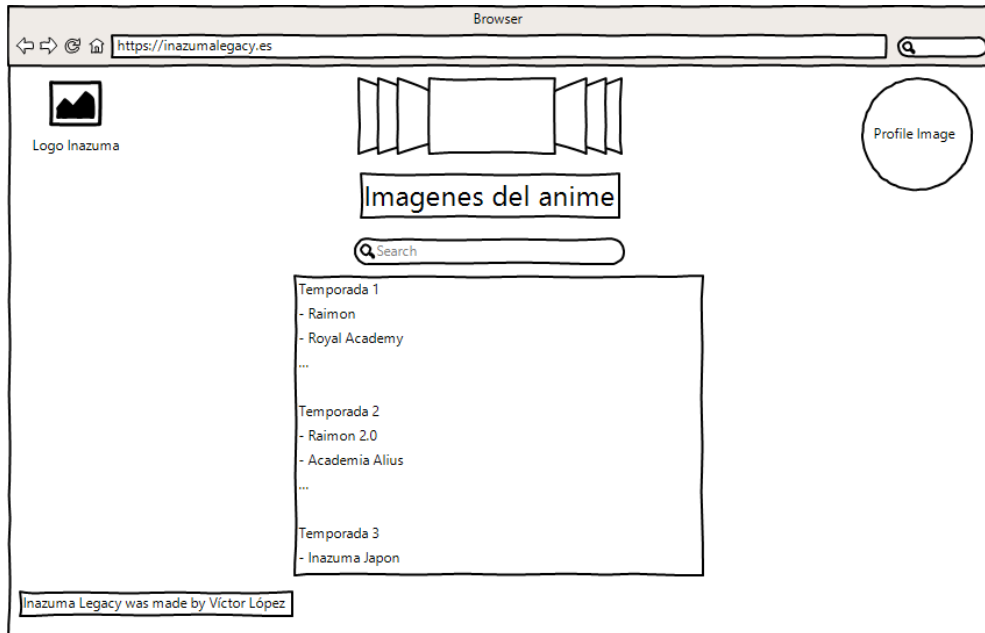 Browser
https://inazumalegacy.es
Logo Inazuma
Profile Image
Imagenes del anime
Search
Temporada 1
- Raimon
- Royal Academy
...
Temporada 2
- Raimon 2.0
- Academia Alius
...
Temporada 3
- Inazuma Japon
Inazuma Legacy was made by Víctor López